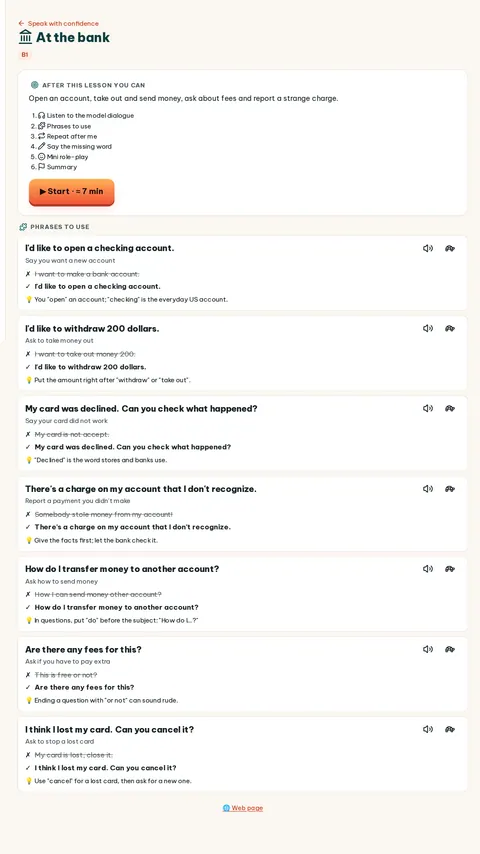 ← Speak with confidence
At the bank
B1
AFTER THIS LESSON YOU CAN
Open an account, take out and send money, ask about fees and report a strange charge.
1. Listen to the model dialogue
2. Phrases to use
3. Repeat after me
4. Say the missing word
5. Mini role-play
6. Summary
▶ Start · ≈ 7 min
PHRASES TO USE
I'd like to open a checking account.
Say you want a new account
✗ I want to make a bank account.
✓ I'd like to open a checking account.
💡 You "open" an account; "checking" is the everyday US account.
I'd like to withdraw 200 dollars.
Ask to take money out
✗ I want to take out money 200.
✓ I'd like to withdraw 200 dollars.
💡 Put the amount right after "withdraw" or "take out".
My card was declined. Can you check what happened?
Say your card did not work
✗ My card is not accept.
✓ My card was declined. Can you check what happened?
💡 "Declined" is the word stores and banks use.
There's a charge on my account that I don't recognize.
Report a payment you didn't make
✗ Somebody stole money from my account!
✓ There's a charge on my account that I don't recognize.
💡 Give the facts first; let the bank check it.
How do I transfer money to another account?
Ask how to send money
✗ How I can send money other account?
✓ How do I transfer money to another account?
💡 In questions, put "do" before the subject: "How do I...?"
Are there any fees for this?
Ask if you have to pay extra
✗ This is free or not?
✓ Are there any fees for this?
💡 Ending a question with "or not" can sound rude.
I think I lost my card. Can you cancel it?
Ask to stop a lost card
✗ My card is lost, close it.
✓ I think I lost my card. Can you cancel it?
💡 Use "cancel" for a lost card, then ask for a new one.
🌐 Web page